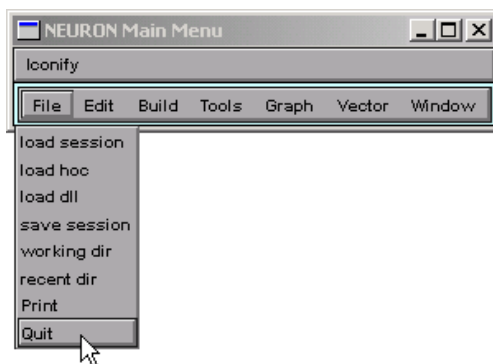 NEURON Main Menu
Iconify
File Edit Build Tools Graph Vector Window
load session
load hoc
load dll
save session
working dir
recent dir
Print
Quit